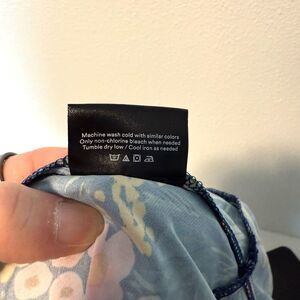 Machine wash cold with similar colors
Only non-chlorine bleach when needed
Tumble dry low / Cool iron as needed